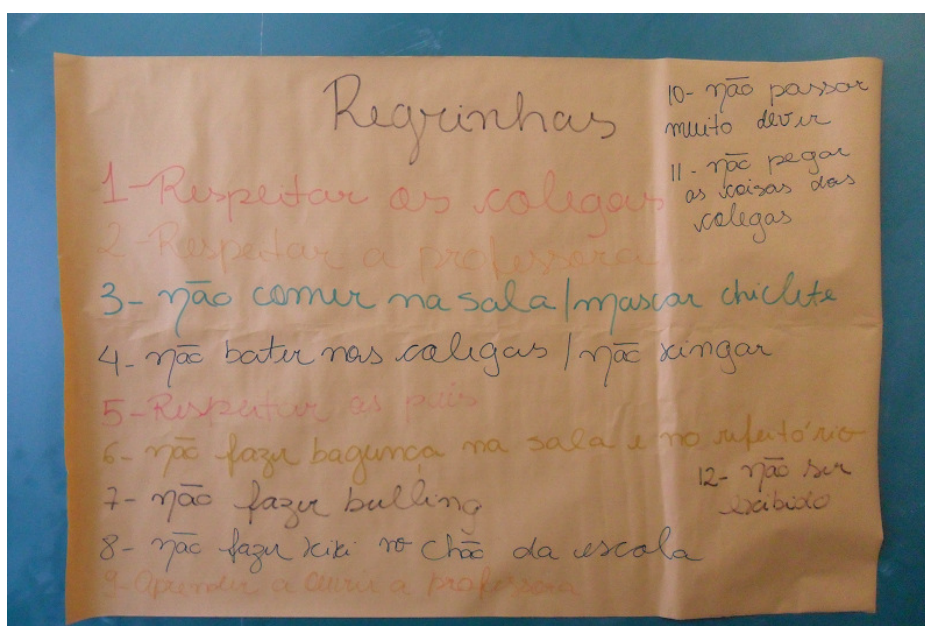 Regrinhas
1- Respeitar os colegas
2- Respeitar a professora
3- não comer na sala / mascar chiclete
4- não bater nos colegas / não xingar
5- Respeitar os pais
6- não fazer bagunça na sala e no refeitório
7- não fazer bulling
8- não fazer xixi no chão da escola
9- Aprender a ouvir a professora
10- não passar
muito dever
11- não pegar
as coisas dos
colegas
12- não ser
exibido